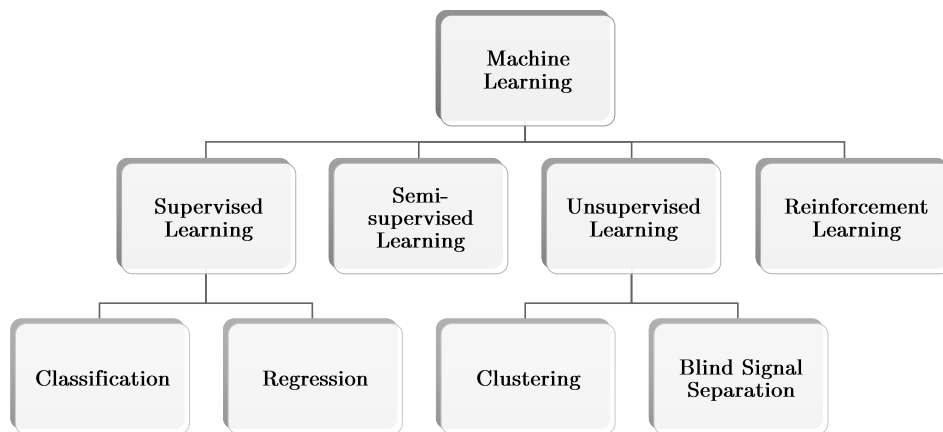 Machine
Learning
Supervised
Learning
Semi-
supervised
Learning
Unsupervised
Learning
Reinforcement
Learning
Classification
Regression
Clustering
Blind Signal
Separation